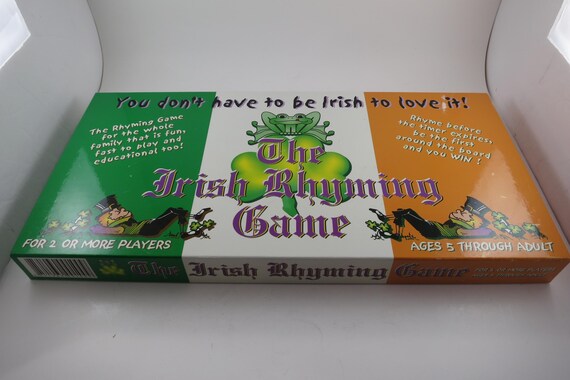 You don't have to be Irish to love it!
The Rhyming Game
for the whole
family that is fun,
fast to play and
educational too!
The
Irish Rhyming
Game
Rhyme before
the timer expires,
be the first
around the board
and you WIN!
FOR 2 OR MORE PLAYERS
AGES 5 THROUGH ADULT
The Irish Rhyming Game